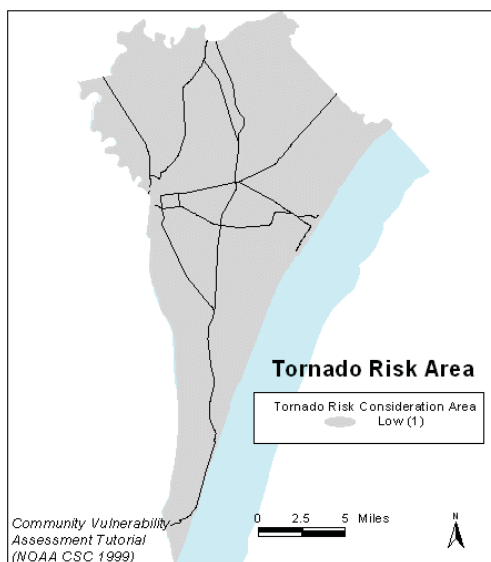 Tornado Risk Area
Tornado Risk Consideration Area
Low (1)
Community Vulnerability
Assessment Tutorial
(NOAA CSC 1999)
0 2.5 5 Miles
N